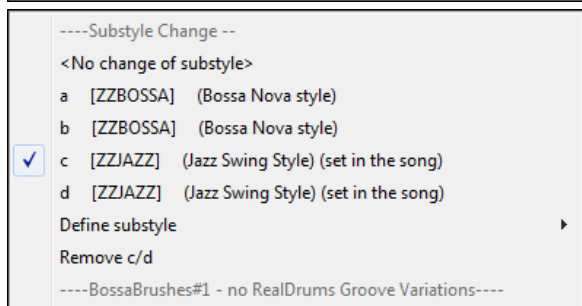 ----Substyle Change --
<No change of substyle>
a [ZZBOSSA] (Bossa Nova style)
b [ZZBOSSA] (Bossa Nova style)
c [ZZJAZZ] (Jazz Swing Style) (set in the song)
d [ZZJAZZ] (Jazz Swing Style) (set in the song)
Define substyle
Remove c/d
----BossaBrushes#1 - no RealDrums Groove Variations----